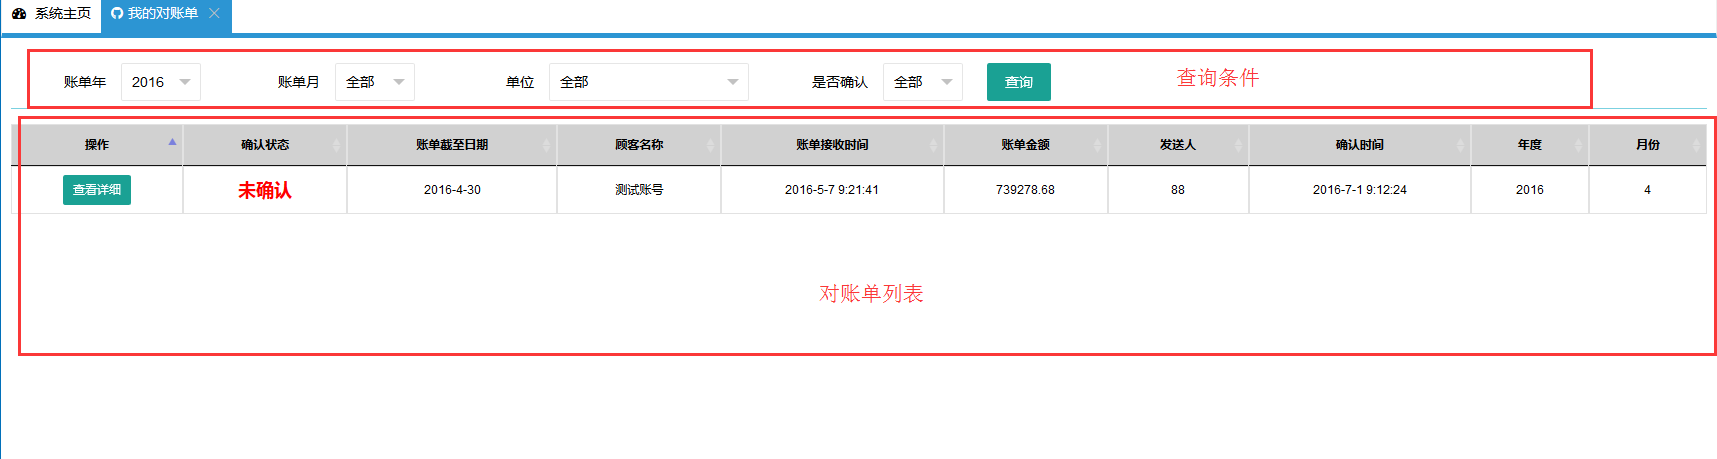 系统主页 我的对账单
账单年 2016 账单月 全部 单位 全部 是否确认 全部 查询 查询条件
操作 确认状态 账单截至日期 顾客名称 账单接收时间 账单金额 发送人 确认时间 年度 月份
查看详细 未确认 2016-4-30 测试账号 2016-5-7 9:21:41 739278.68 88 2016-7-1 9:12:24 2016 4
对账单列表